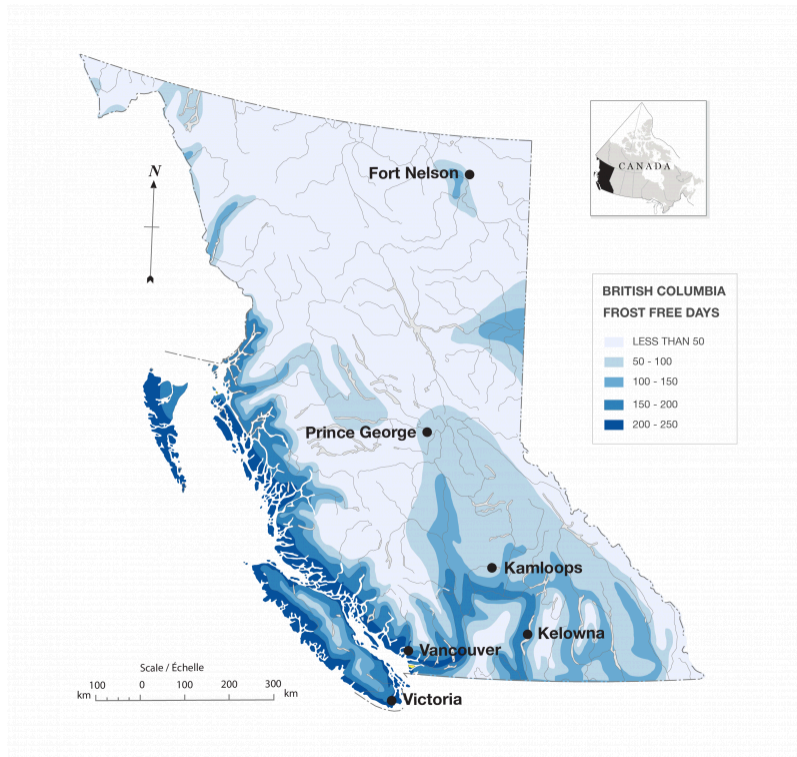 N
Fort Nelson
CANADA
BRITISH COLUMBIA
FROST FREE DAYS
LESS THAN 50
50 - 100
100 - 150
150 - 200
200 - 250
Prince George
Kamloops
Kelowna
Vancouver
Victoria
Scale / Échelle
100 0 100 200 300
km km